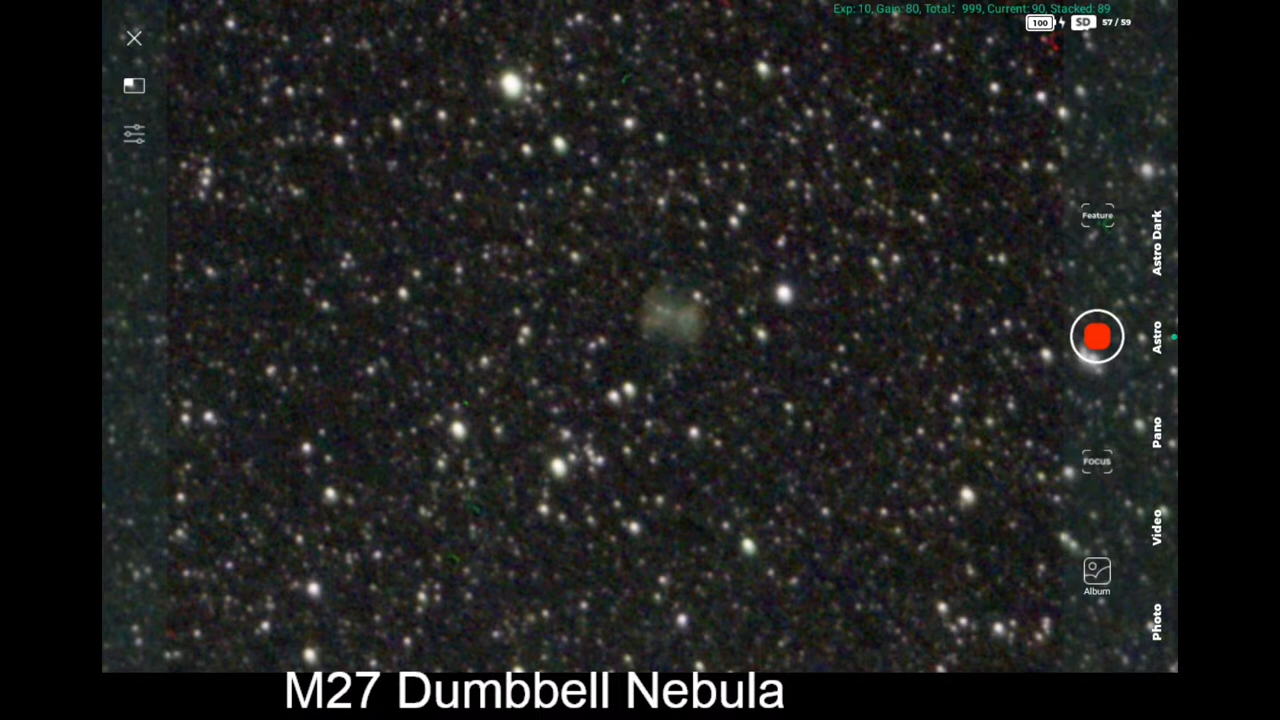 Exp: 10, Gain: 80, Total: 999, Current: 90, Stacked: 89
100 SD 57 / 59
Feature
Astro Dark
Astro
Pano
FOCUS
Video
Album
Photo
M27 Dumbbell Nebula